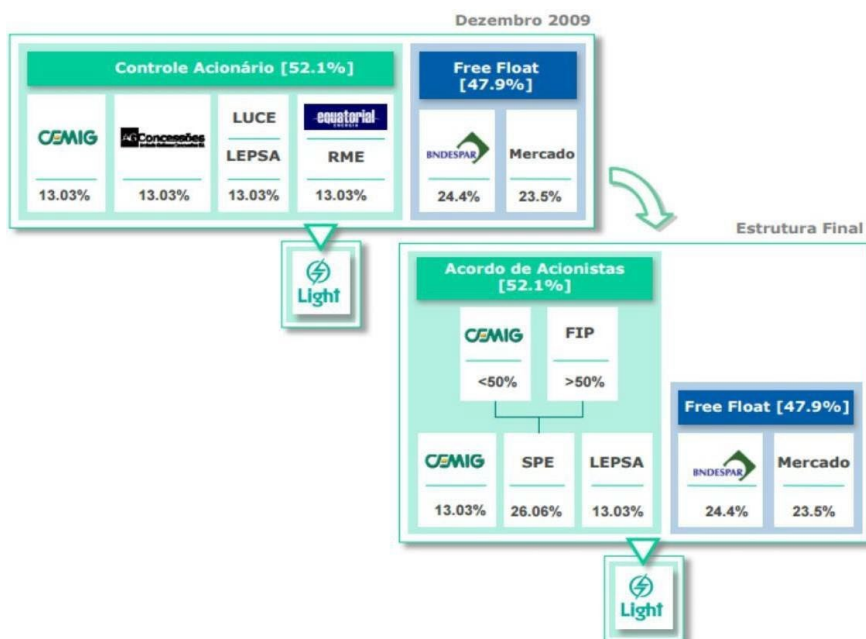 Dezembro 2009
Controle Acionário [52.1%]
Free Float
[47.9%]
CEMIG
AG Concessões
LUCE
LEPSA
equatorial
ENERGIA
RME
BNDESPAR
Mercado
13.03%
13.03%
13.03%
13.03%
24.4%
23.5%
Light
Estrutura Final
Acordo de Acionistas
[52.1%]
CEMIG
FIP
<50%
>50%
Free Float [47.9%]
CEMIG
SPE
LEPSA
BNDESPAR
Mercado
13.03%
26.06%
13.03%
24.4%
23.5%
Light